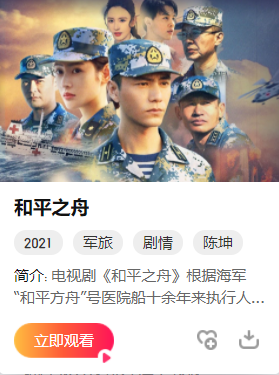 和平之舟
2021 军旅 剧情 陈坤
简介: 电视剧《和平之舟》根据海军
“和平方舟”号医院船十余年来执行人...
立即观看